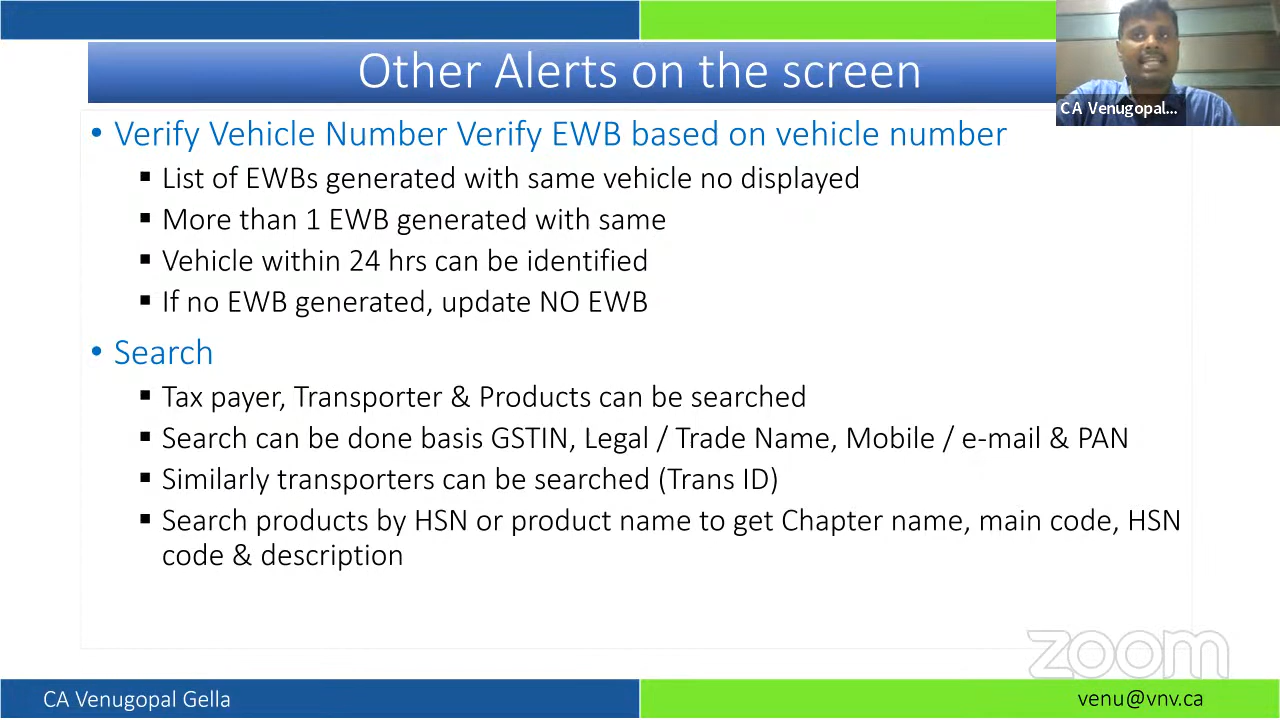 Other Alerts on the screen
CA Venugopal...
• Verify Vehicle Number Verify EWB based on vehicle number
▪ List of EWBs generated with same vehicle no displayed
▪ More than 1 EWB generated with same
▪ Vehicle within 24 hrs can be identified
▪ If no EWB generated, update NO EWB
• Search
▪ Tax payer, Transporter & Products can be searched
▪ Search can be done basis GSTIN, Legal / Trade Name, Mobile / e-mail & PAN
▪ Similarly transporters can be searched (Trans ID)
▪ Search products by HSN or product name to get Chapter name, main code, HSN
code & description
zoom
CA Venugopal Gella
venu@vnv.ca